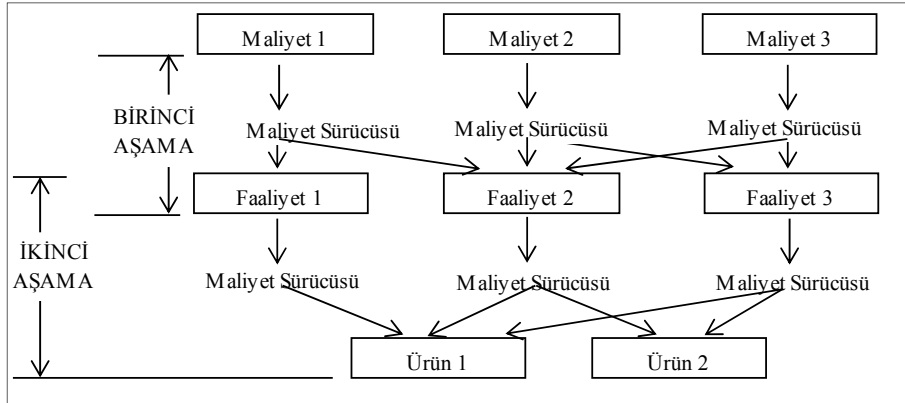 Maliyet 1
Maliyet 2
Maliyet 3
BİRİNCİ
AŞAMA
Maliyet Sürücüsü
Maliyet Sürücüsü
Maliyet Sürücüsü
Faaliyet 1
Faaliyet 2
Faaliyet 3
İKİNCİ
AŞAMA
Maliyet Sürücüsü
Maliyet Sürücüsü
Maliyet Sürücüsü
Ürün 1
Ürün 2